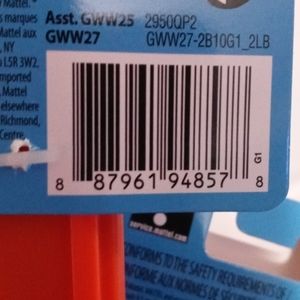 Mattel.
s marques
Mattel aux
, NY
L5R 3W2,
mported
Mattel
elsewhere
Richmond,
Centre,
Asst. GWW25 2950QP2
GWW27 GWW27-2B10G1_2LB
G1
8 87961 94857 8
service.mattel.com
CONFORMS TO THE SAFETY REQUIREMENTS OF
CONFORME AUX NORMES DE